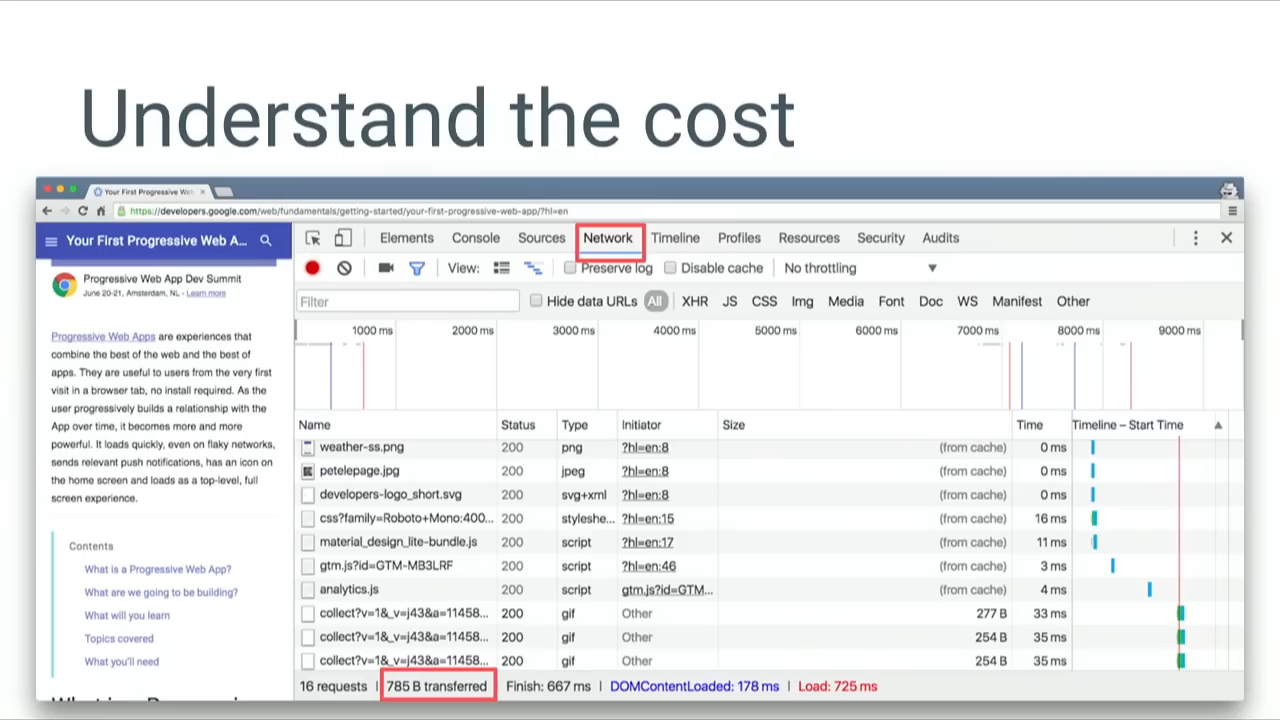 Understand the cost
Your First Progressive Web
https://developers.google.com/web/fundamentals/getting-started/your-first-progressive-web-app/?hl=en
Your First Progressive Web A...
Progressive Web App Dev Summit
June 20-21, Amsterdam, NL - Learn more
Progressive Web Apps are experiences that
combine the best of the web and the best of
apps. They are useful to users from the very first
visit in a browser tab, no install required. As the
user progressively builds a relationship with the
App over time, it becomes more and more
powerful. It loads quickly, even on flaky networks,
sends relevant push notifications, has an icon on
the home screen and loads as a top-level, full
screen experience.
Contents
What is a Progressive Web App?
What are we going to be building?
What will you learn
Topics covered
What you'll need
Elements Console Sources Network Timeline Profiles Resources Security Audits
View: Preserve log Disable cache No throttling
Filter Hide data URLs All XHR JS CSS Img Media Font Doc WS Manifest Other
1000 ms 2000 ms 3000 ms 4000 ms 5000 ms 6000 ms 7000 ms 8000 ms 9000 ms
Name Status Type Initiator Size Time Timeline – Start Time
weather-ss.png 200 png ?hl=en:8 (from cache) 0 ms
petelepage.jpg 200 jpeg ?hl=en:8 (from cache) 0 ms
developers-logo_short.svg 200 svg+xml ?hl=en:8 (from cache) 0 ms
css?family=Roboto+Mono:400... 200 styleshe... ?hl=en:15 (from cache) 16 ms
material_design_lite-bundle.js 200 script ?hl=en:17 (from cache) 11 ms
gtm.js?id=GTM-MB3LRF 200 script ?hl=en:46 (from cache) 3 ms
analytics.js 200 script gtm.js?id=GTM... (from cache) 4 ms
collect?v=1&_v=j43&a=11458... 200 gif Other 277 B 33 ms
collect?v=1&_v=j43&a=11458... 200 gif Other 254 B 35 ms
collect?v=1&_v=j43&a=11458... 200 gif Other 254 B 35 ms
16 requests | 785 B transferred | Finish: 667 ms | DOMContentLoaded: 178 ms | Load: 725 ms